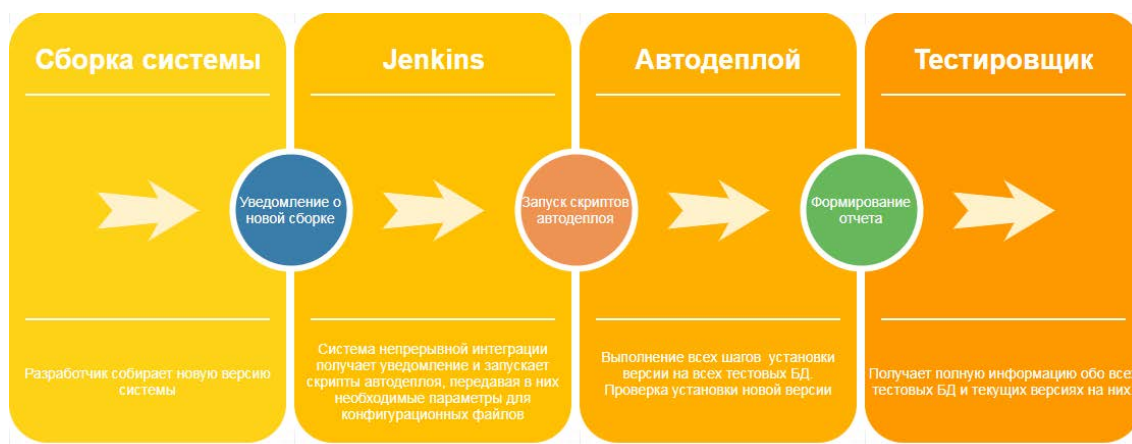 Сборка системы
Jenkins
Автодеплой
Тестировщик
Уведомление о
новой сборке
Запуск скриптов
автодеплоя
Формирование
отчета
Разработчик собирает новую версию
системы
Система непрерывной интеграции
получает уведомление и запускает
скрипты автодеплоя, передавая в них
необходимые параметры для
конфигурационных файлов
Выполнение всех шагов установки
версии на всех тестовых БД.
Проверка установки новой версии
Получает полную информацию обо всех
тестовых БД и текущих версиях на них